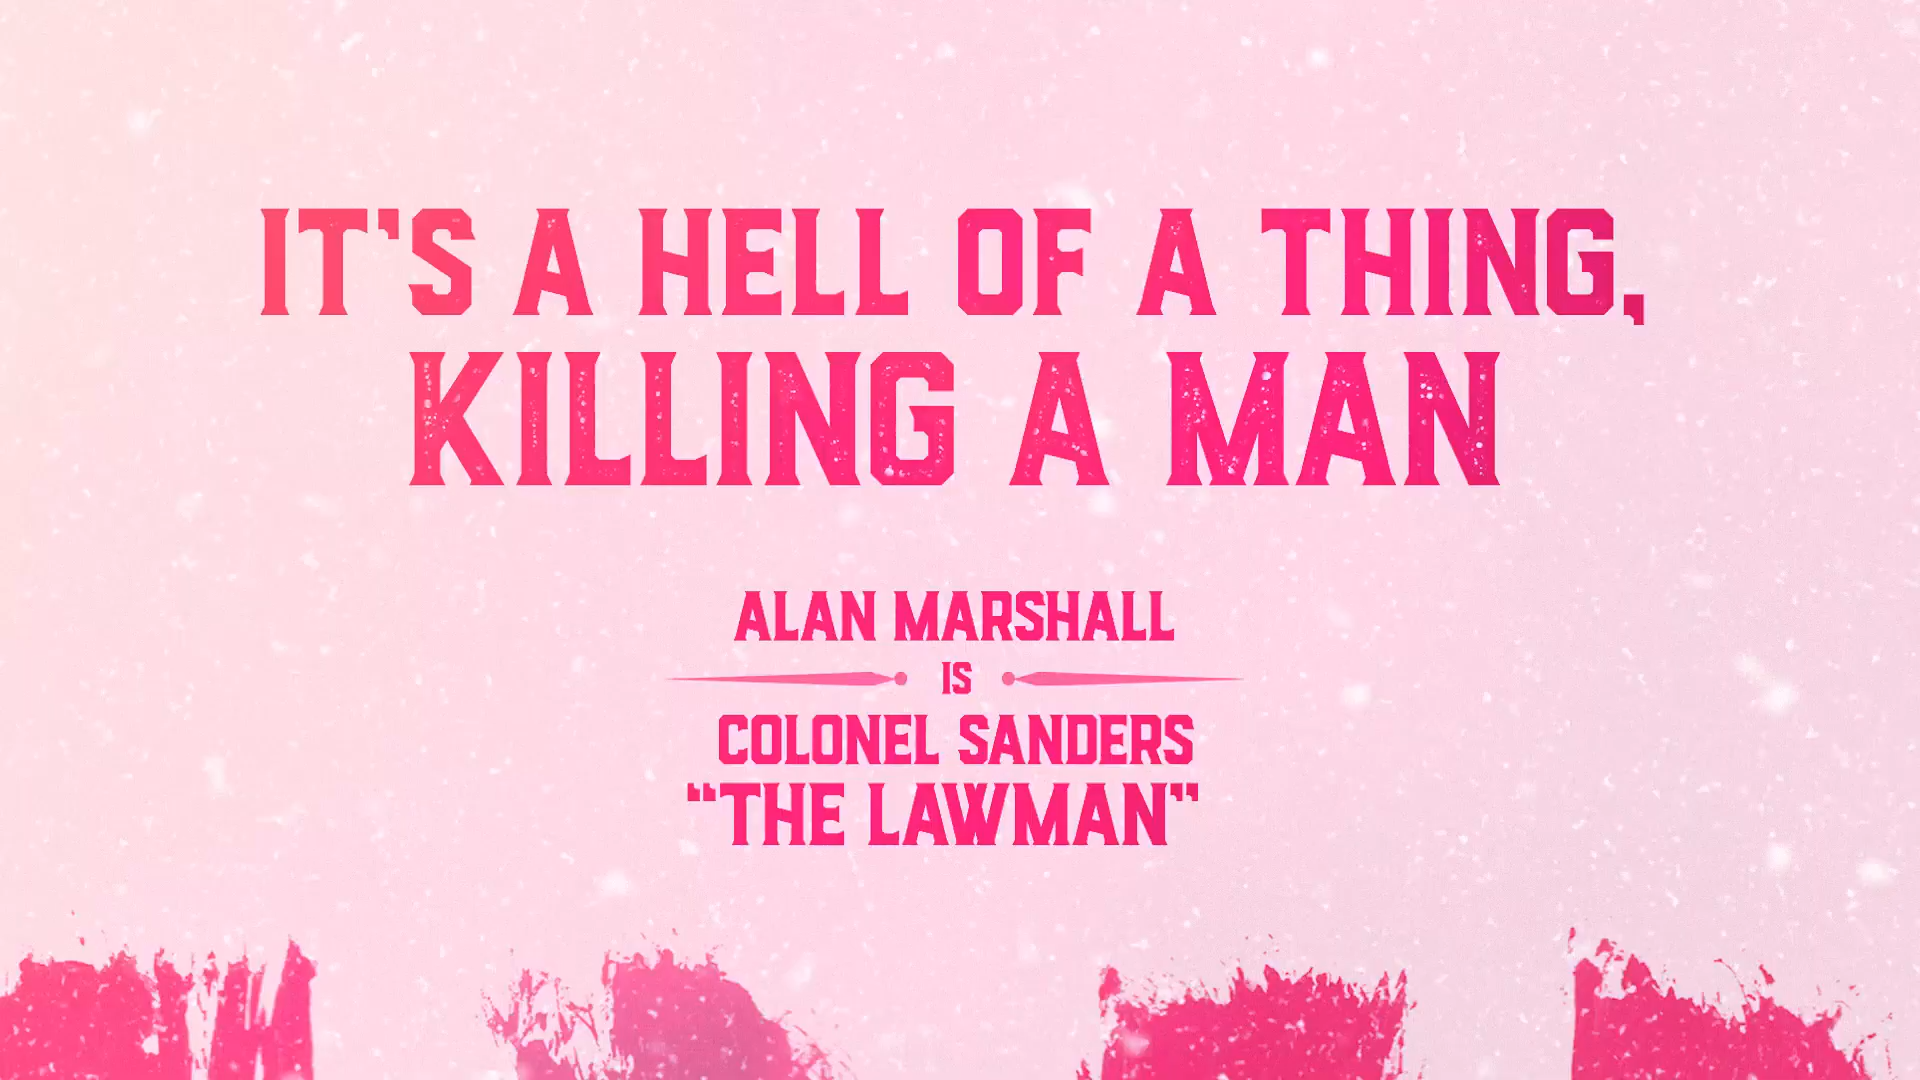 IT'S A HELL OF A THING,
KILLING A MAN
ALAN MARSHALL
IS
COLONEL SANDERS
“THE LAWMAN”